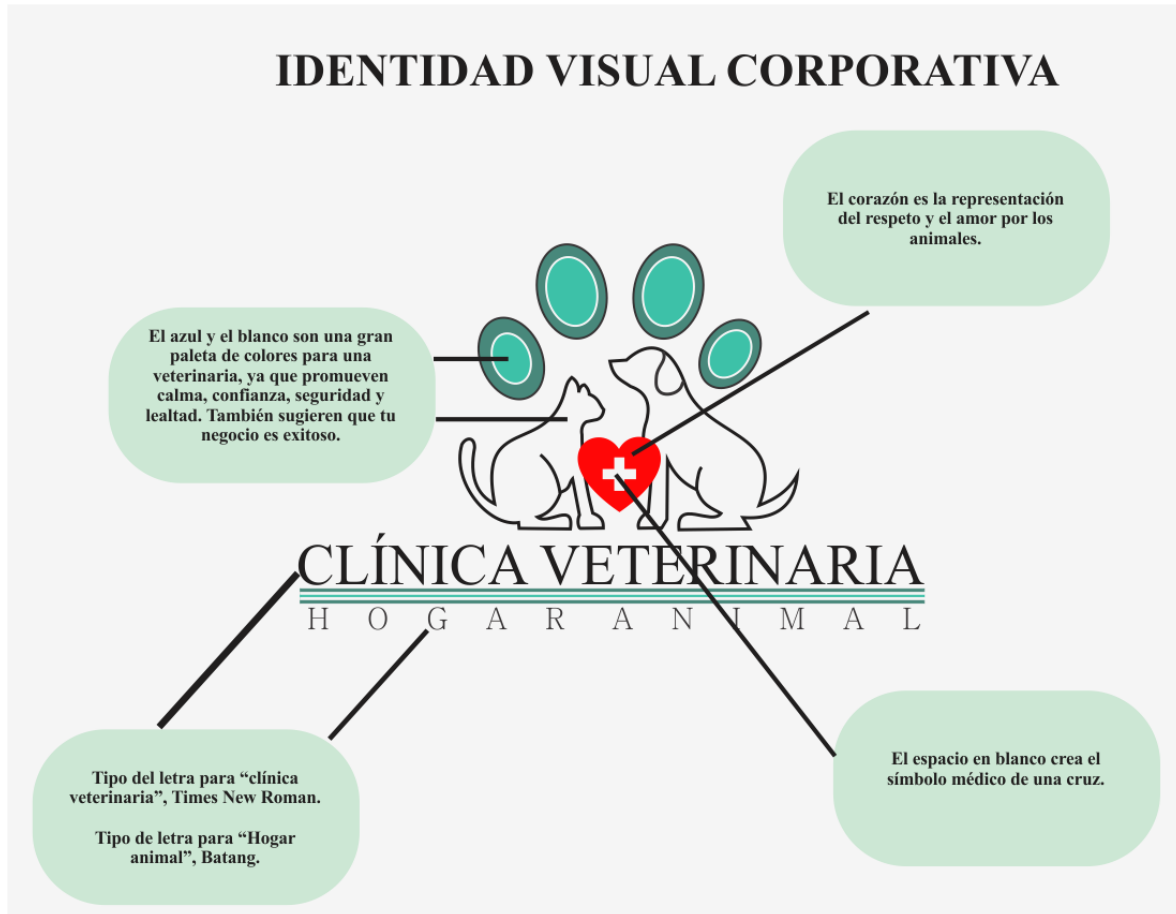 IDENTIDAD VISUAL CORPORATIVA
El corazón es la representación
del respeto y el amor por los
animales.
El azul y el blanco son una gran
paleta de colores para una
veterinaria, ya que promueven
calma, confianza, seguridad y
lealtad. También sugieren que tu
negocio es exitoso.
CLÍNICA VETERINARIA
H O G A R A N I M A L
Tipo del letra para “clínica
veterinaria”, Times New Roman.
Tipo de letra para “Hogar
animal”, Batang.
El espacio en blanco crea el
símbolo médico de una cruz.